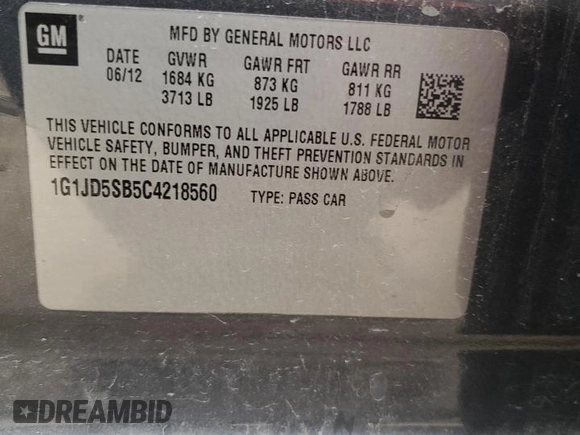 GM
MFD BY GENERAL MOTORS LLC
DATE GVWR GAWR FRT GAWR RR
06/12 1684 KG 873 KG 811 KG
3713 LB 1925 LB 1788 LB
THIS VEHICLE CONFORMS TO ALL APPLICABLE U.S. FEDERAL MOTOR
VEHICLE SAFETY, BUMPER, AND THEFT PREVENTION STANDARDS IN
EFFECT ON THE DATE OF MANUFACTURE SHOWN ABOVE.
1G1JD5SB5C4218560 TYPE: PASS CAR
DREAMBID